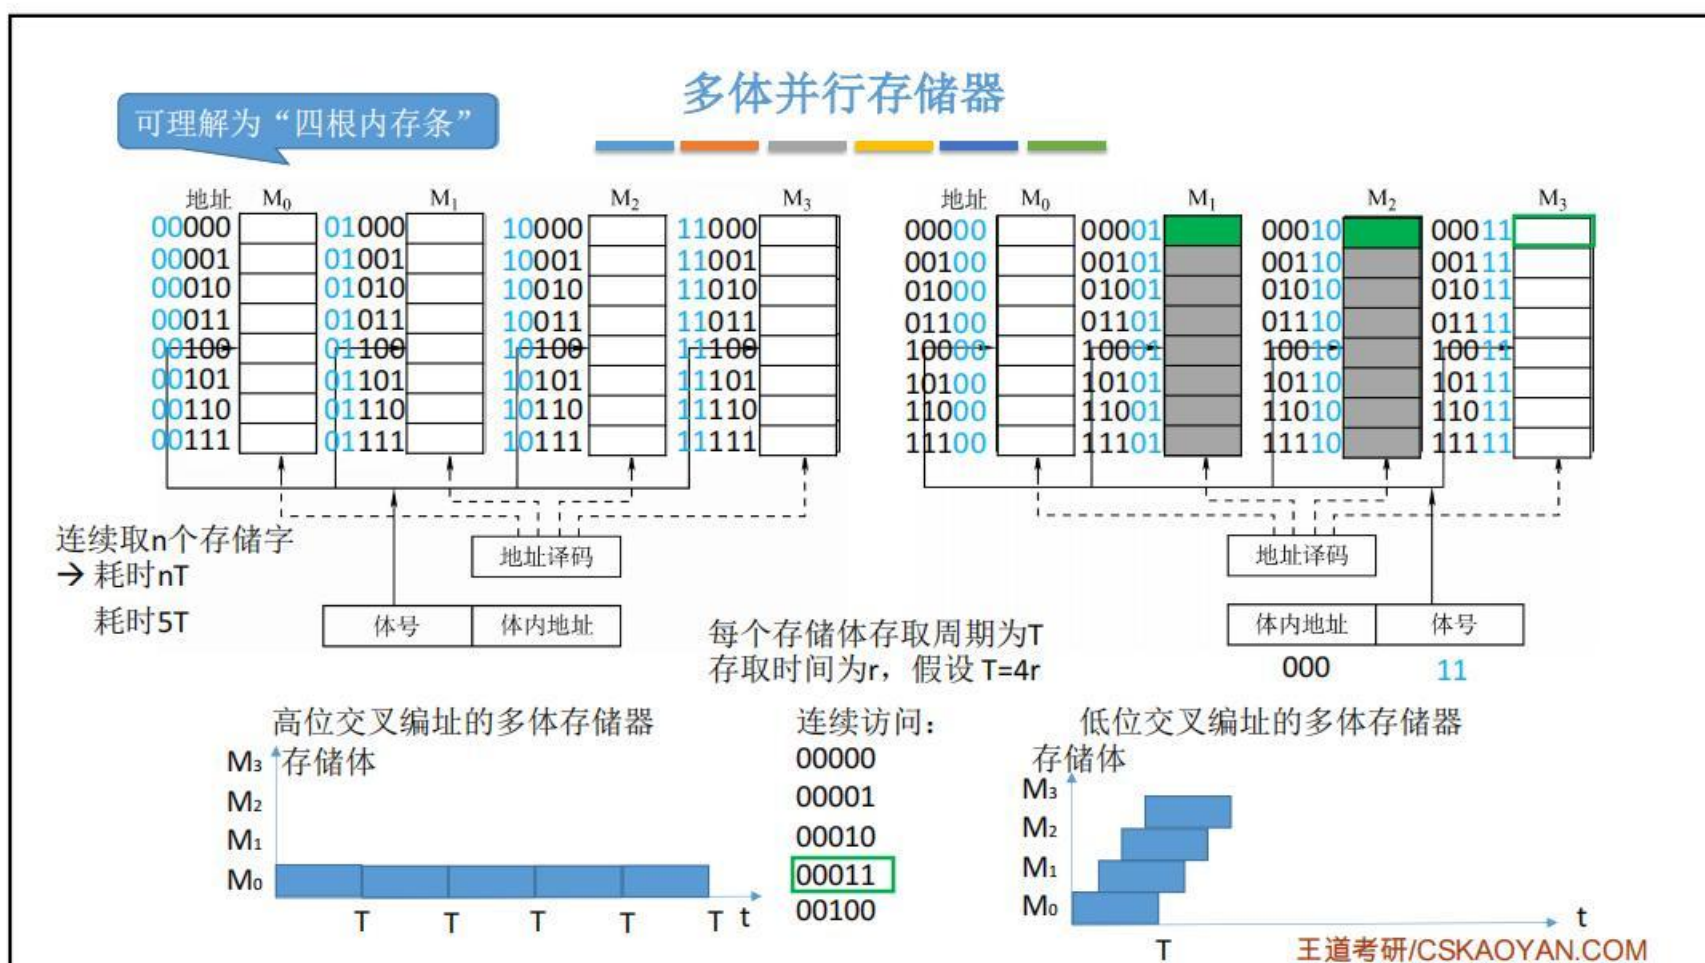 多体并行存储器
可理解为“四根内存条”
地址 M₀ M₁ M₂ M₃
00000 01000 10000 11000
00001 01001 10001 11001
00010 01010 10010 11010
00011 01011 10011 11011
00100 01100 10100 11100
00101 01101 10101 11101
00110 01110 10110 11110
00111 01111 10111 11111
地址译码
体号 体内地址
连续取n个存储字
→ 耗时nT
耗时5T
地址 M₀ M₁ M₂ M₃
00000 00001 00010 00011
00100 00101 00110 00111
01000 01001 01010 01011
01100 01101 01110 01111
10000 10001 10010 10011
10100 10101 10110 10111
11000 11001 11010 11011
11100 11101 11110 11111
地址译码
体内地址 体号
000 11
每个存储体存取周期为T
存取时间为r，假设 T=4r
高位交叉编址的多体存储器
存储体
M₃
M₂
M₁
M₀
T T T T T t
连续访问：
00000
00001
00010
00011
00100
低位交叉编址的多体存储器
存储体
M₃
M₂
M₁
M₀
T t
王道考研/CSKAOYAN.COM